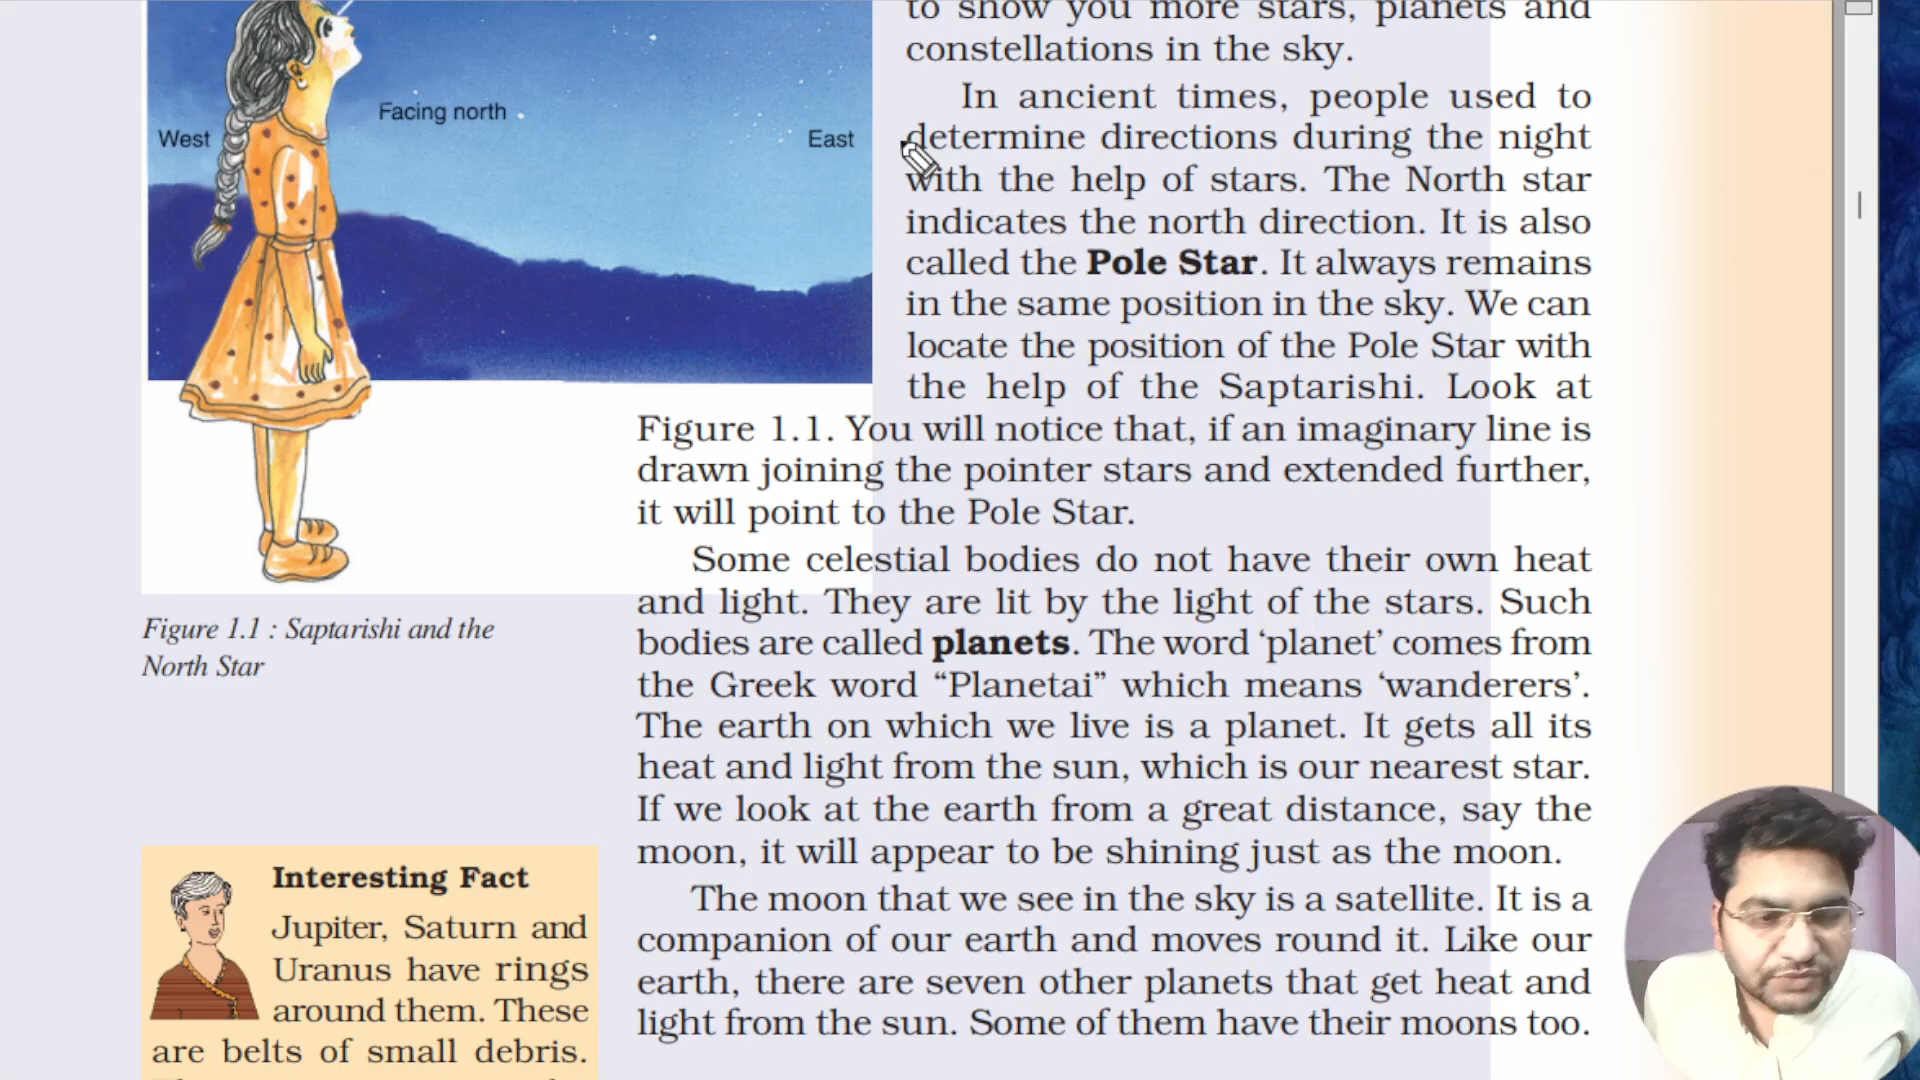 to show you more stars, planets and
constellations in the sky.
In ancient times, people used to
determine directions during the night
with the help of stars. The North star
indicates the north direction. It is also
called the Pole Star. It always remains
in the same position in the sky. We can
locate the position of the Pole Star with
the help of the Saptarishi. Look at
Figure 1.1. You will notice that, if an imaginary line is
drawn joining the pointer stars and extended further,
it will point to the Pole Star.
Some celestial bodies do not have their own heat
and light. They are lit by the light of the stars. Such
bodies are called planets. The word ‘planet’ comes from
the Greek word “Planetai” which means ‘wanderers’.
The earth on which we live is a planet. It gets all its
heat and light from the sun, which is our nearest star.
If we look at the earth from a great distance, say the
moon, it will appear to be shining just as the moon.
The moon that we see in the sky is a satellite. It is a
companion of our earth and moves round it. Like our
earth, there are seven other planets that get heat and
light from the sun. Some of them have their moons too.
Facing north
West
East
Figure 1.1 : Saptarishi and the
North Star
Interesting Fact
Jupiter, Saturn and
Uranus have rings
around them. These
are belts of small debris.